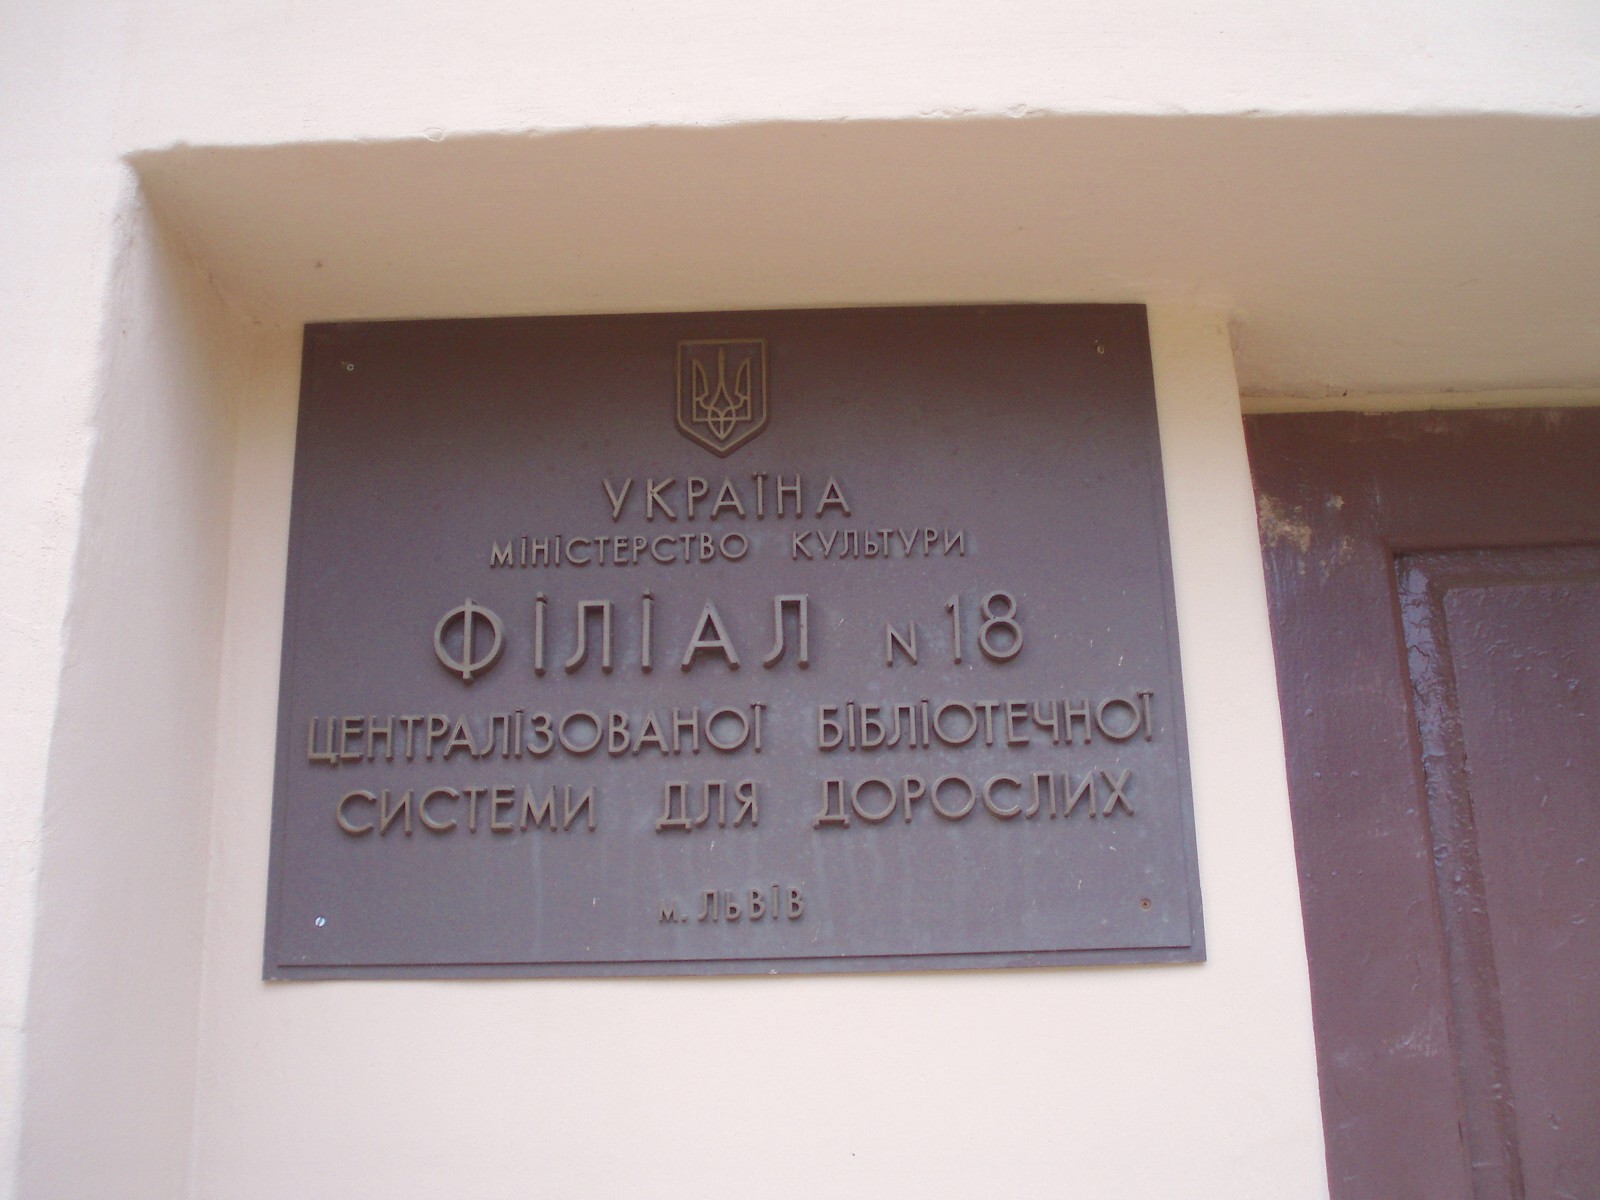 УКРАЇНА
МІНІСТЕРСТВО КУЛЬТУРИ
ФІЛІАЛ N 18
ЦЕНТРАЛІЗОВАНОЇ БІБЛІОТЕЧНОЇ
СИСТЕМИ ДЛЯ ДОРОСЛИХ
м. ЛЬВІВ